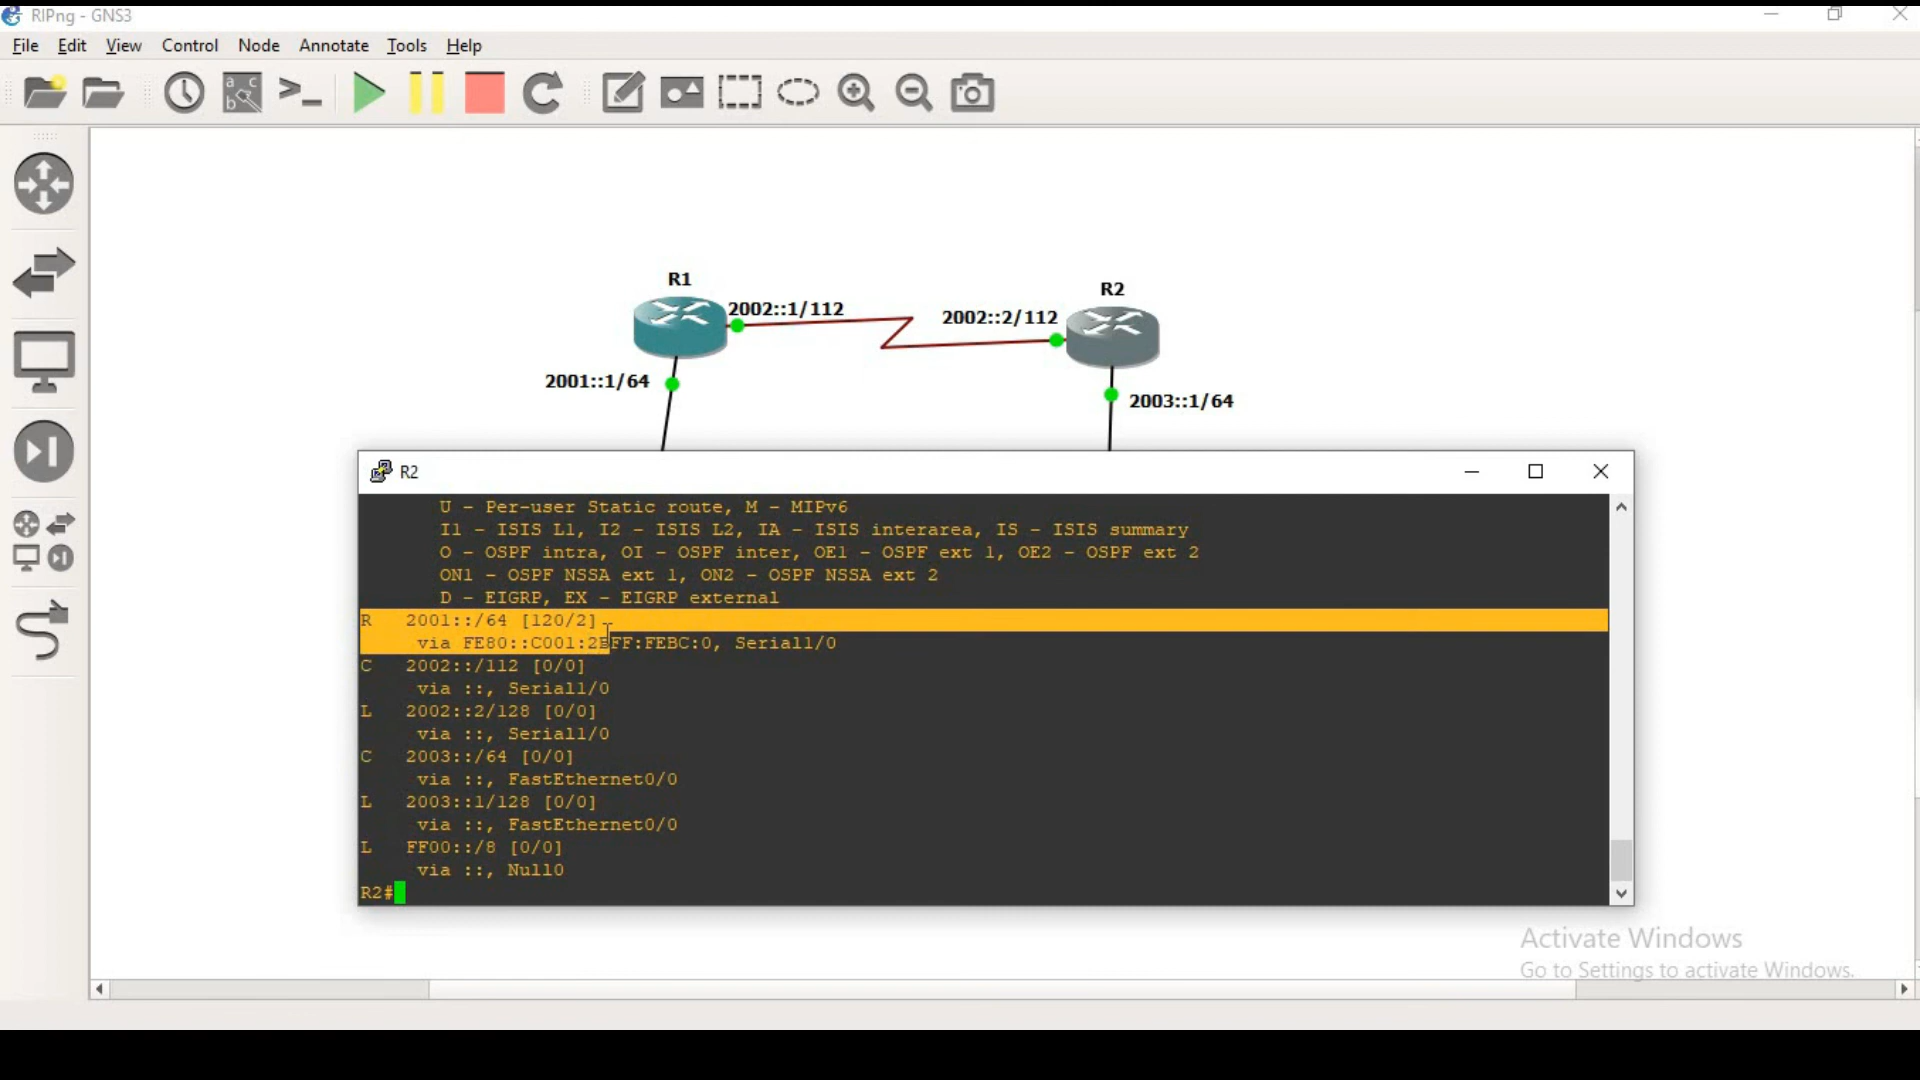 RIPng - GNS3
File Edit View Control Node Annotate Tools Help
R1
R2
2002::1/112
2002::2/112
2001::1/64
2003::1/64
R2
U - Per-user Static route, M - MIPv6
I1 - ISIS L1, I2 - ISIS L2, IA - ISIS interarea, IS - ISIS summary
O - OSPF intra, OI - OSPF inter, OE1 - OSPF ext 1, OE2 - OSPF ext 2
ON1 - OSPF NSSA ext 1, ON2 - OSPF NSSA ext 2
D - EIGRP, EX - EIGRP external
R 2001::/64 [120/2]
via FE80::C001:2EFF:FEBC:0, Serial1/0
C 2002::/112 [0/0]
via ::, Serial1/0
L 2002::2/128 [0/0]
via ::, Serial1/0
C 2003::/64 [0/0]
via ::, FastEthernet0/0
L 2003::1/128 [0/0]
via ::, FastEthernet0/0
L FF00::/8 [0/0]
via ::, Null0
R2#
Activate Windows
Go to Settings to activate Windows.